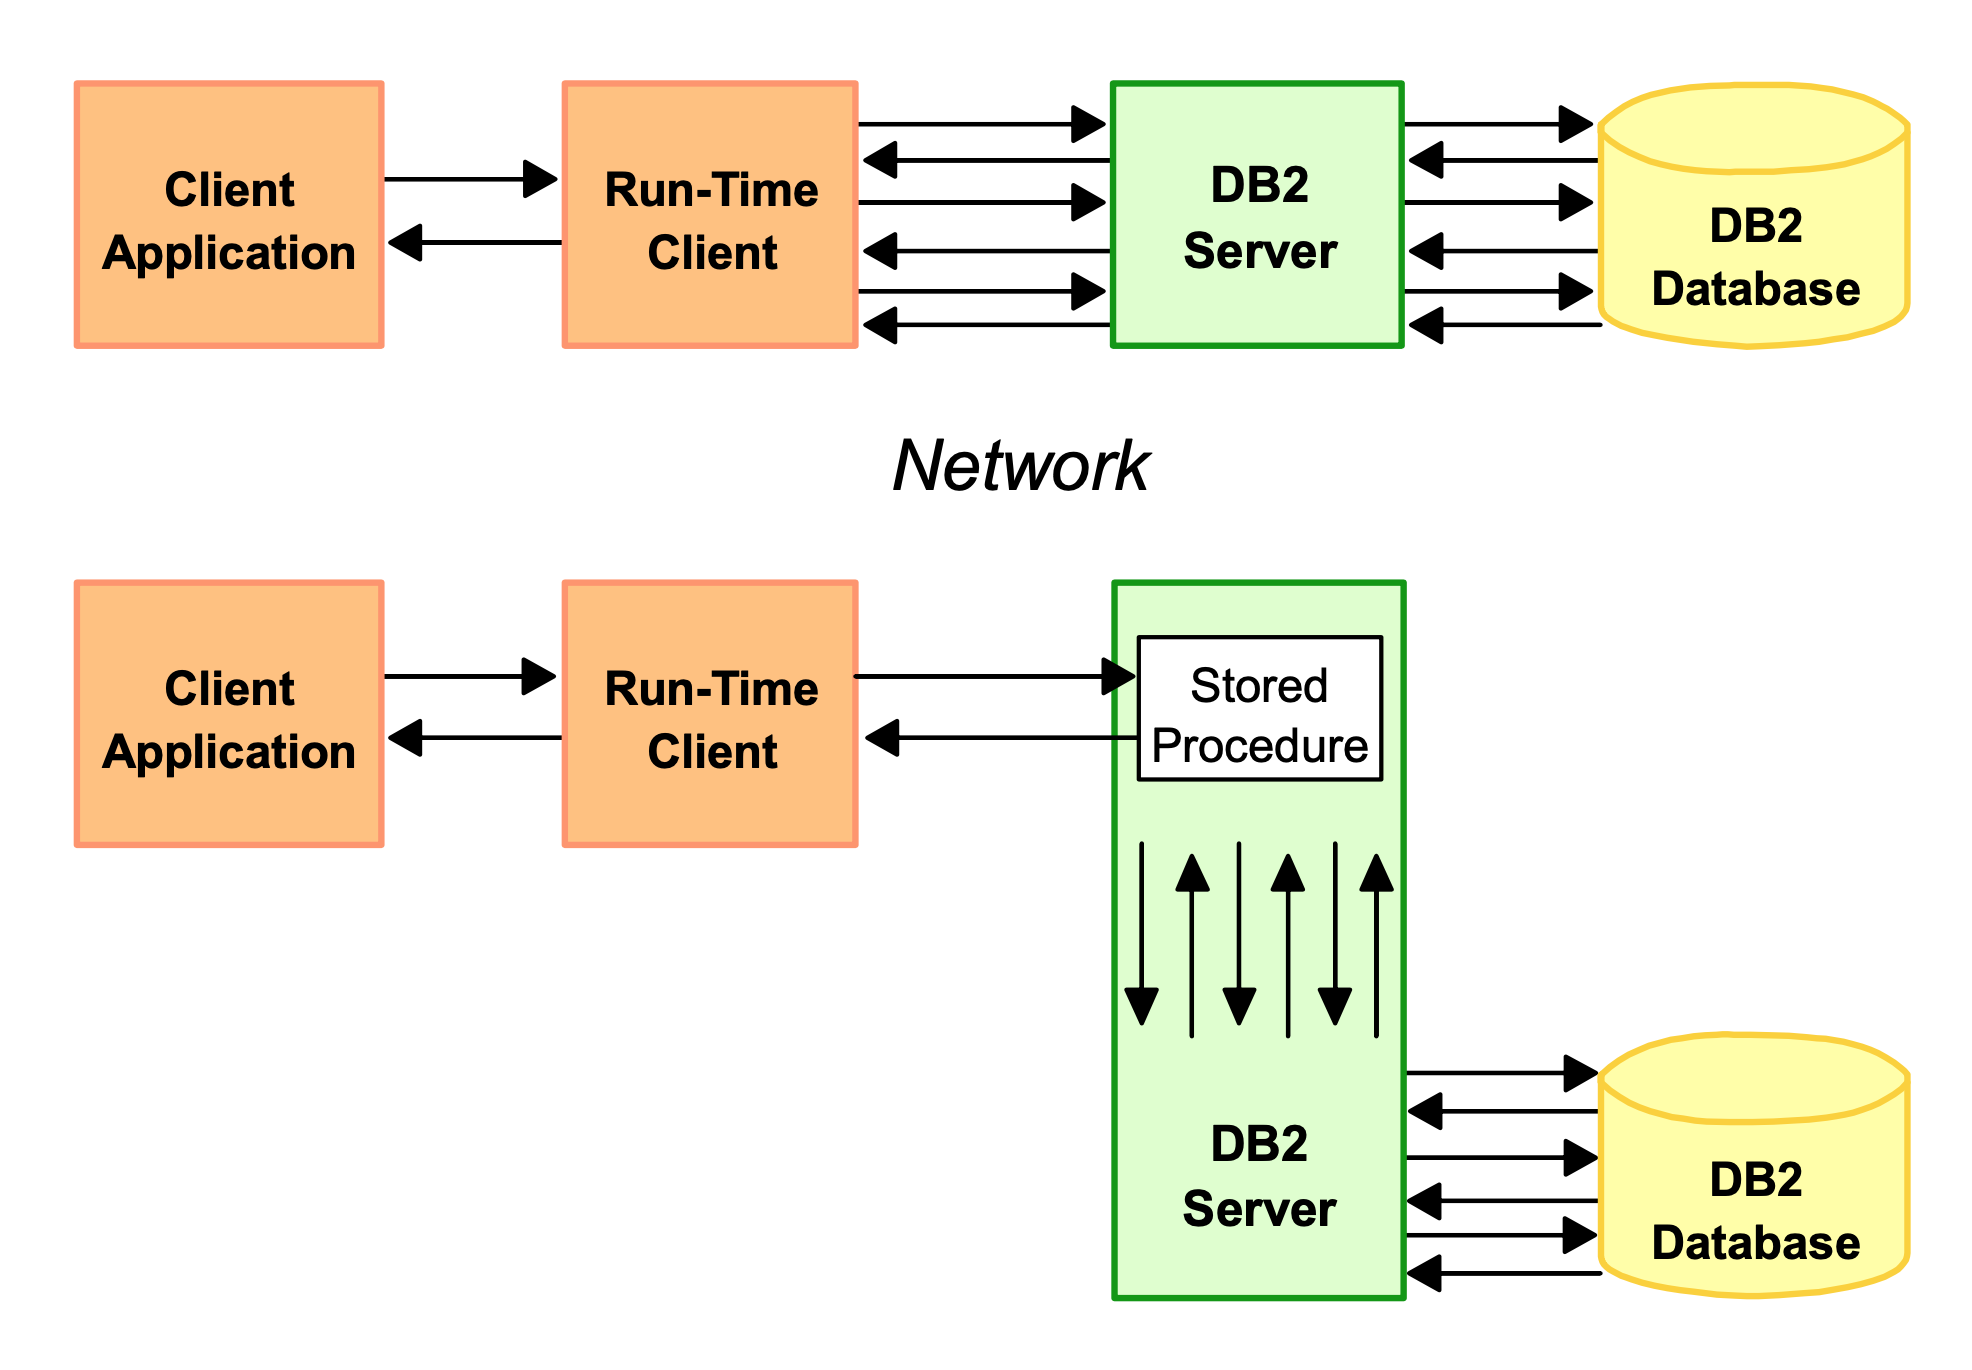 Client
Application
Run-Time
Client
DB2
Server
DB2
Database
Network
Client
Application
Run-Time
Client
Stored
Procedure
DB2
Server
DB2
Database